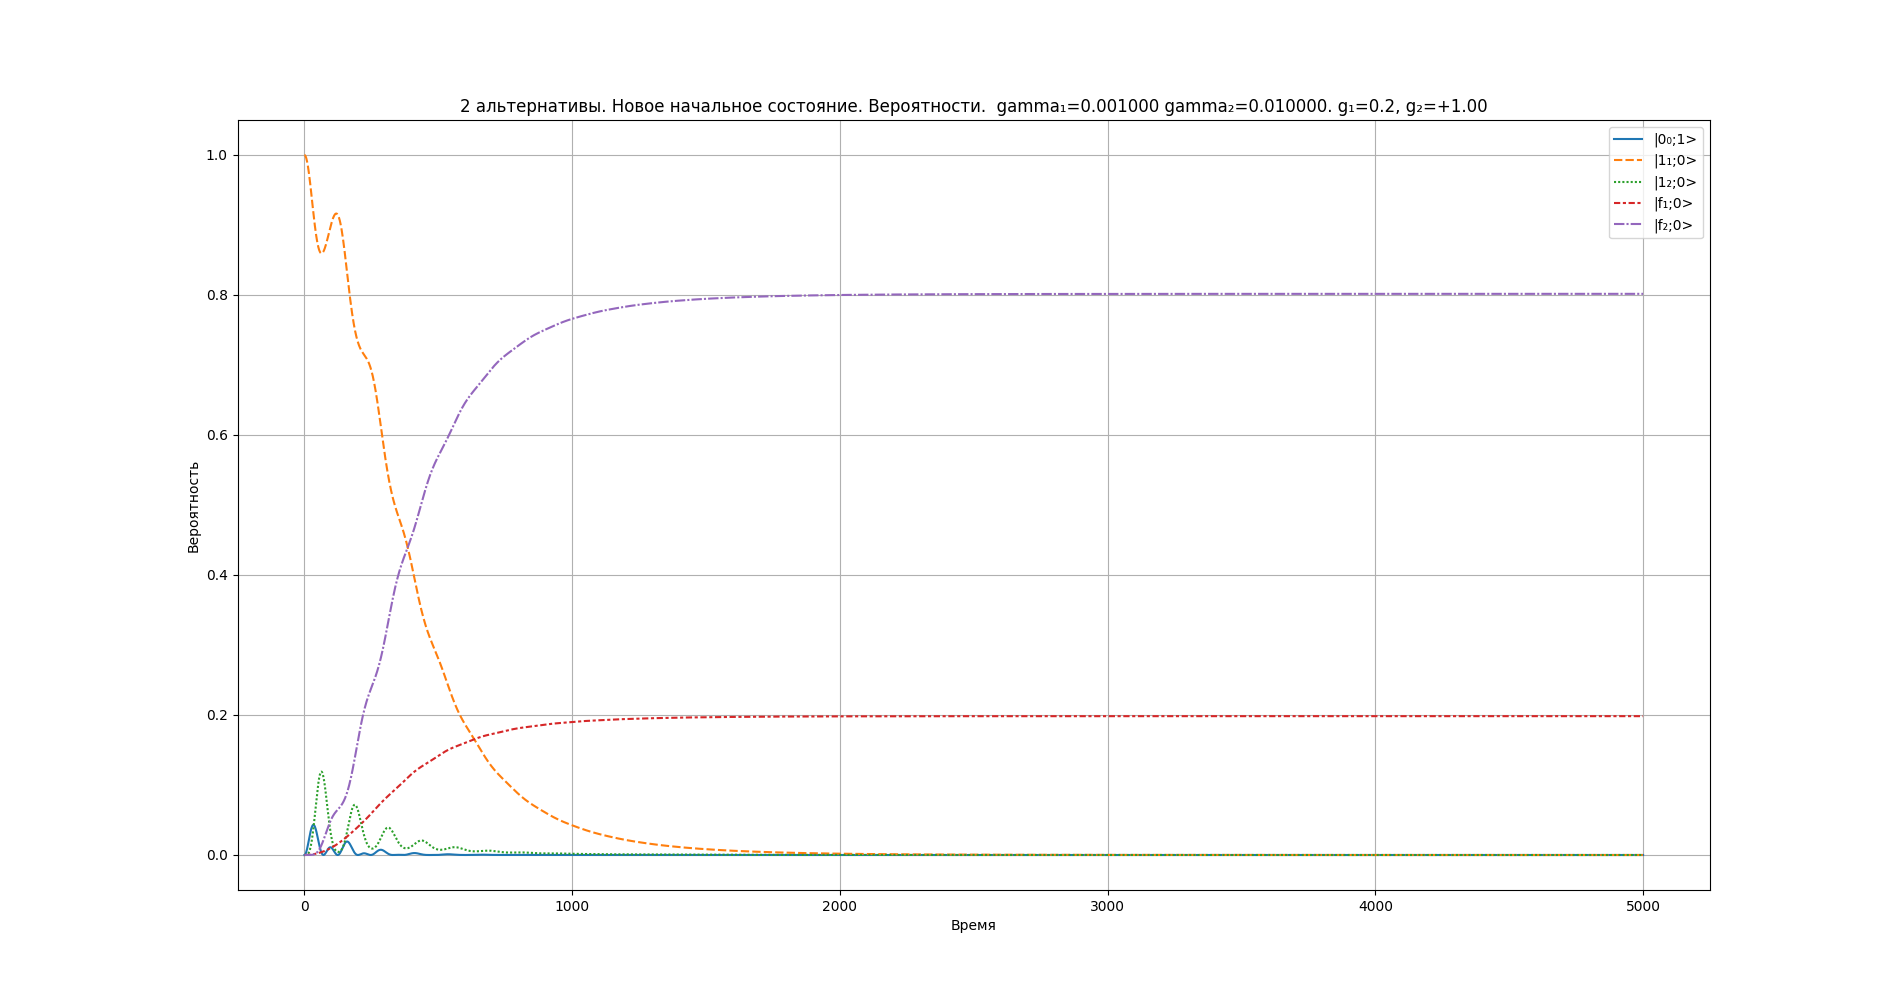 2 альтернативы. Новое начальное состояние. Вероятности.  gamma₁=0.001000 gamma₂=0.010000. g₁=0.2, g₂=+1.00
|0₀;1>
|1₁;0>
|1₂;0>
|f₁;0>
|f₂;0>
Вероятность
1.0
0.8
0.6
0.4
0.2
0.0
0 1000 2000 3000 4000 5000
Время